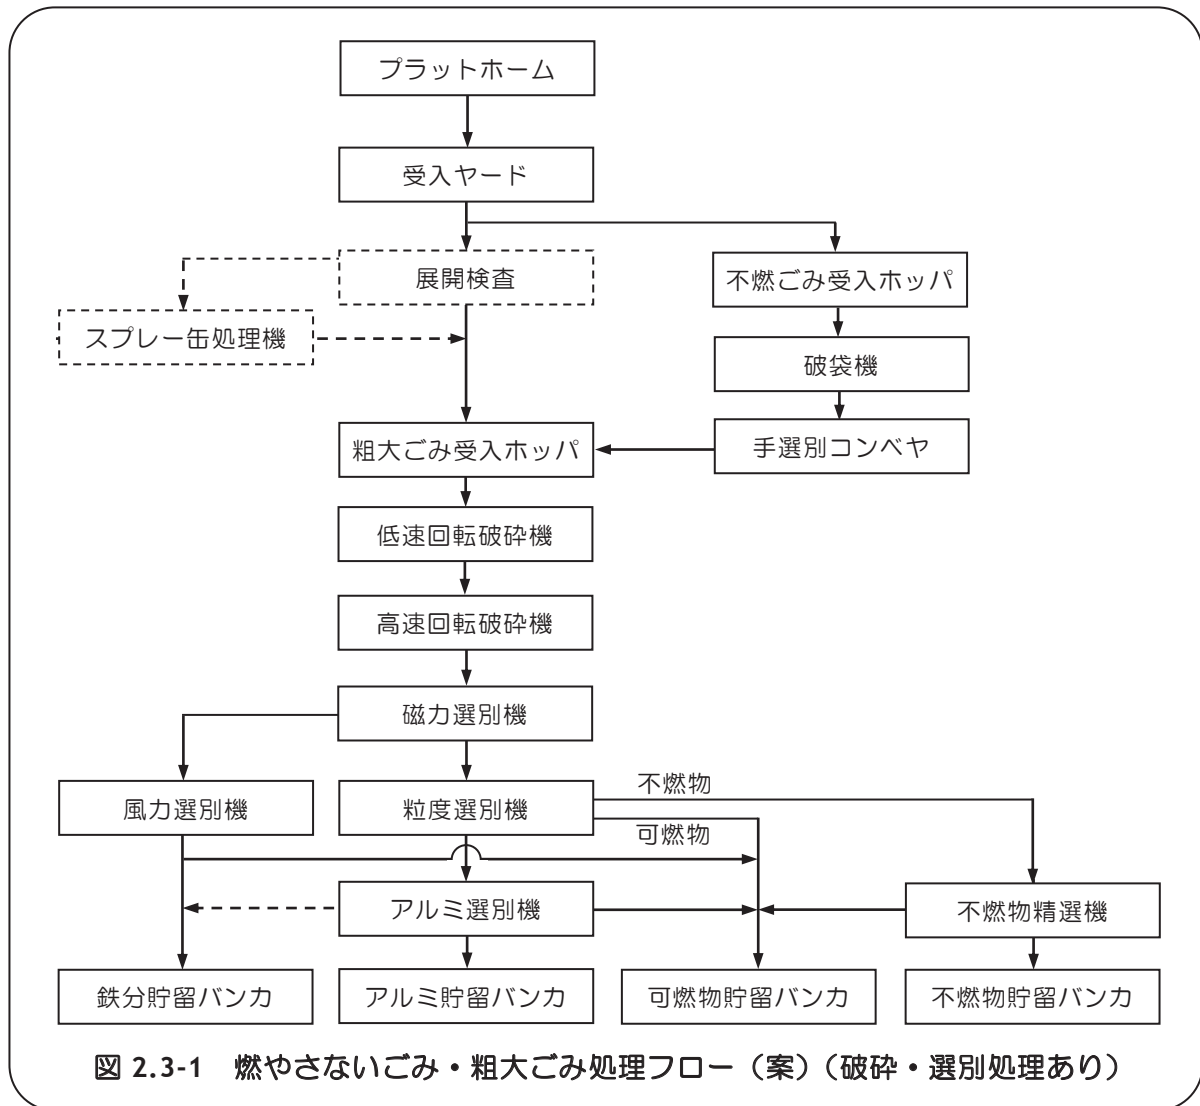 プラットホーム
受入ヤード
展開検査
不燃ごみ受入ホッパ
スプレー缶処理機
破袋機
粗大ごみ受入ホッパ
手選別コンベヤ
低速回転破砕機
高速回転破砕機
磁力選別機
不燃物
風力選別機
粒度選別機
可燃物
アルミ選別機
不燃物精選機
鉄分貯留バンカ
アルミ貯留バンカ
可燃物貯留バンカ
不燃物貯留バンカ
図 2.3-1 燃やさないごみ・粗大ごみ処理フロー（案）（破砕・選別処理あり）